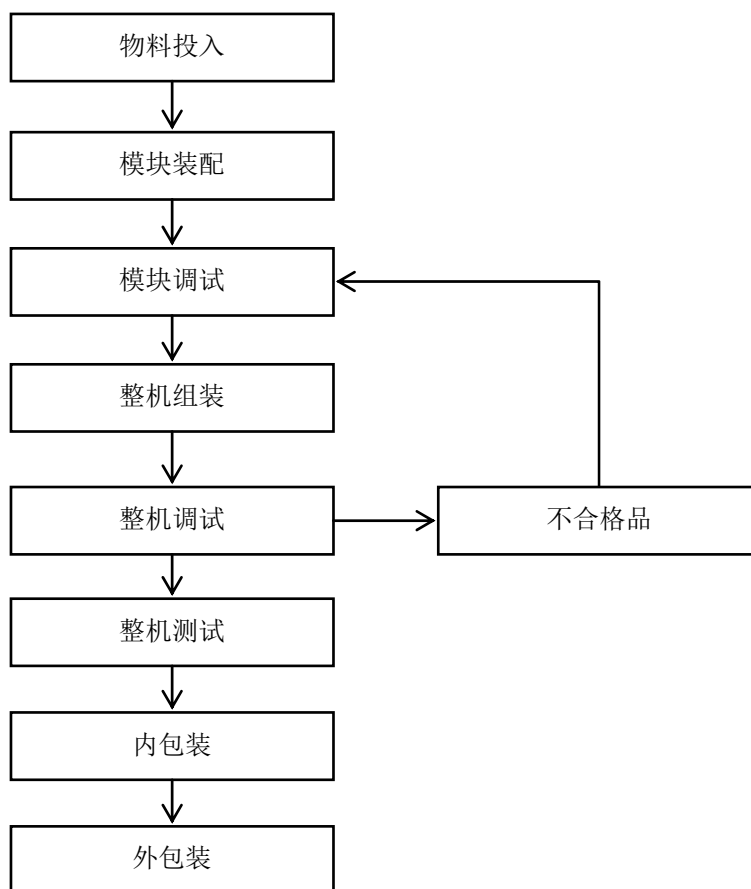 物料投入
模块装配
模块调试
整机组装
整机调试
不合格品
整机测试
内包装
外包装